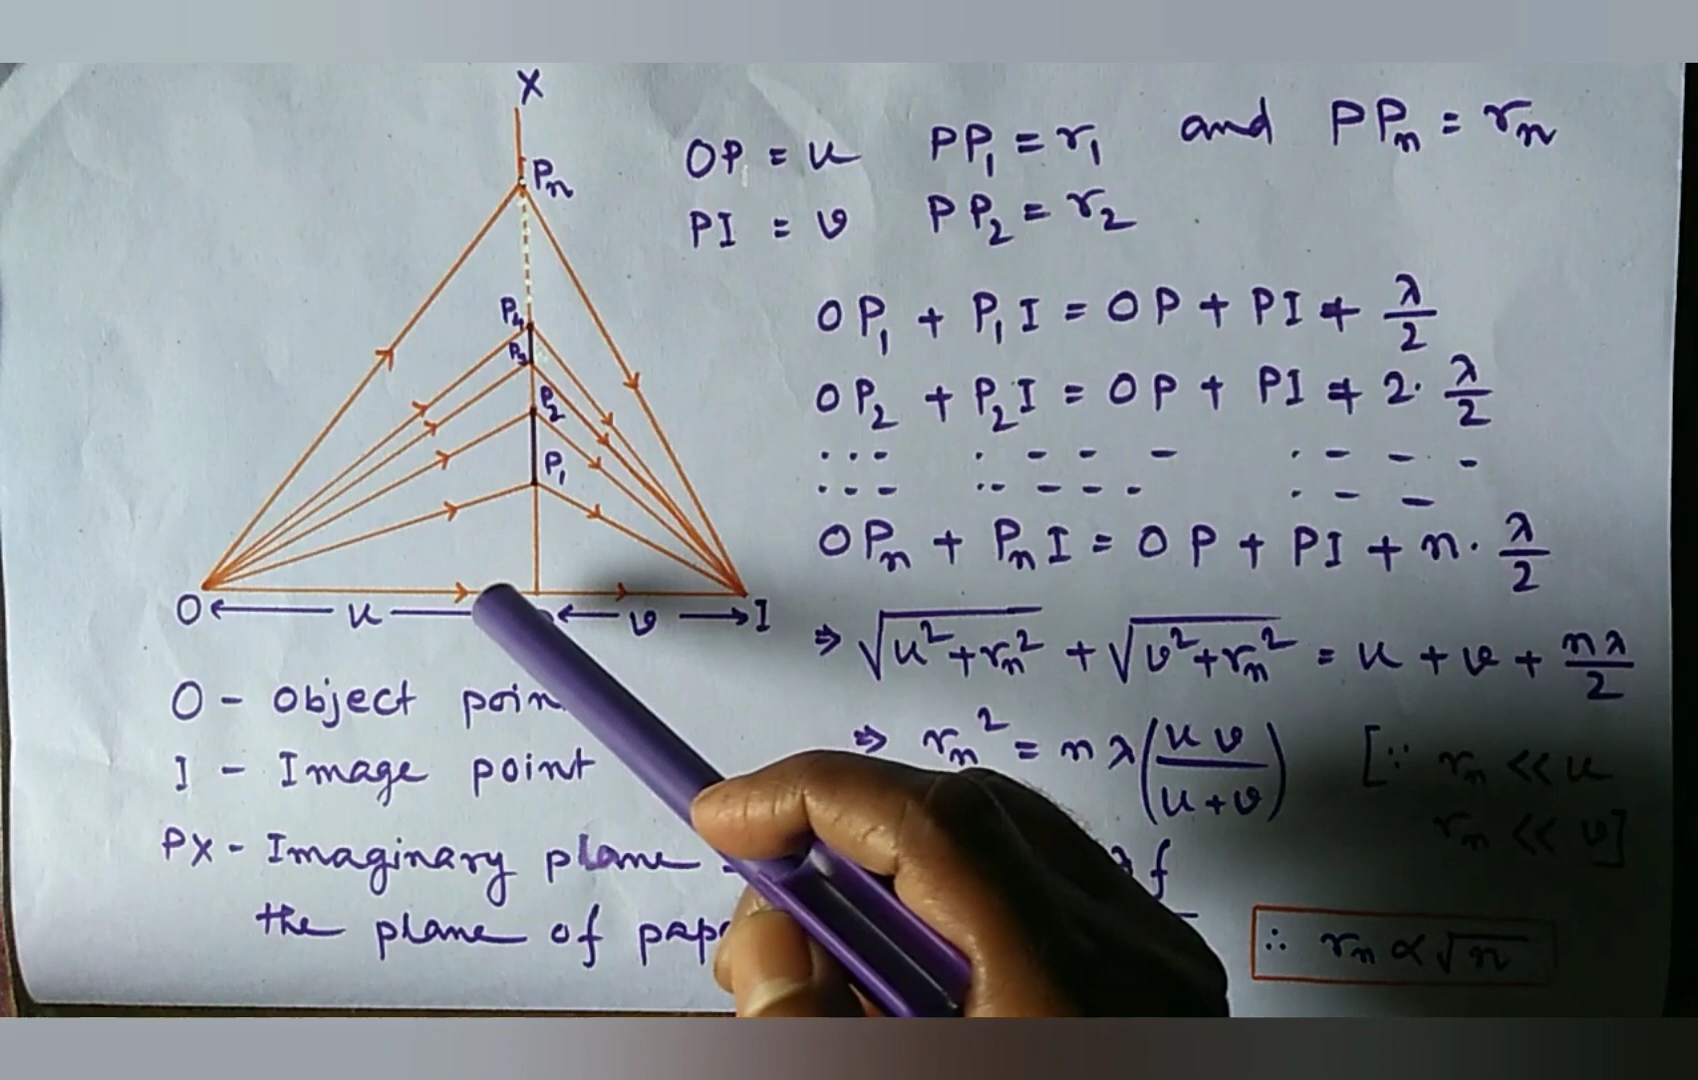 X
Pn
P4
P3
P2
P1
O u v I
OP = u PP1 = r1 and PPn = rn
PI = v PP2 = r2
OP1 + P1I = OP + PI + λ/2
OP2 + P2I = OP + PI + 2·λ/2
OPn + PnI = OP + PI + n·λ/2
⇒ √(u²+rn²) + √(v²+rn²) = u + v + nλ/2
⇒ rn² = nλ(uv/(u+v)) [∵ rn << u
rn << v]
λf
∴ rn ∝ √n
O - Object
I - Image point
PX - Imaginary plane
the plane of